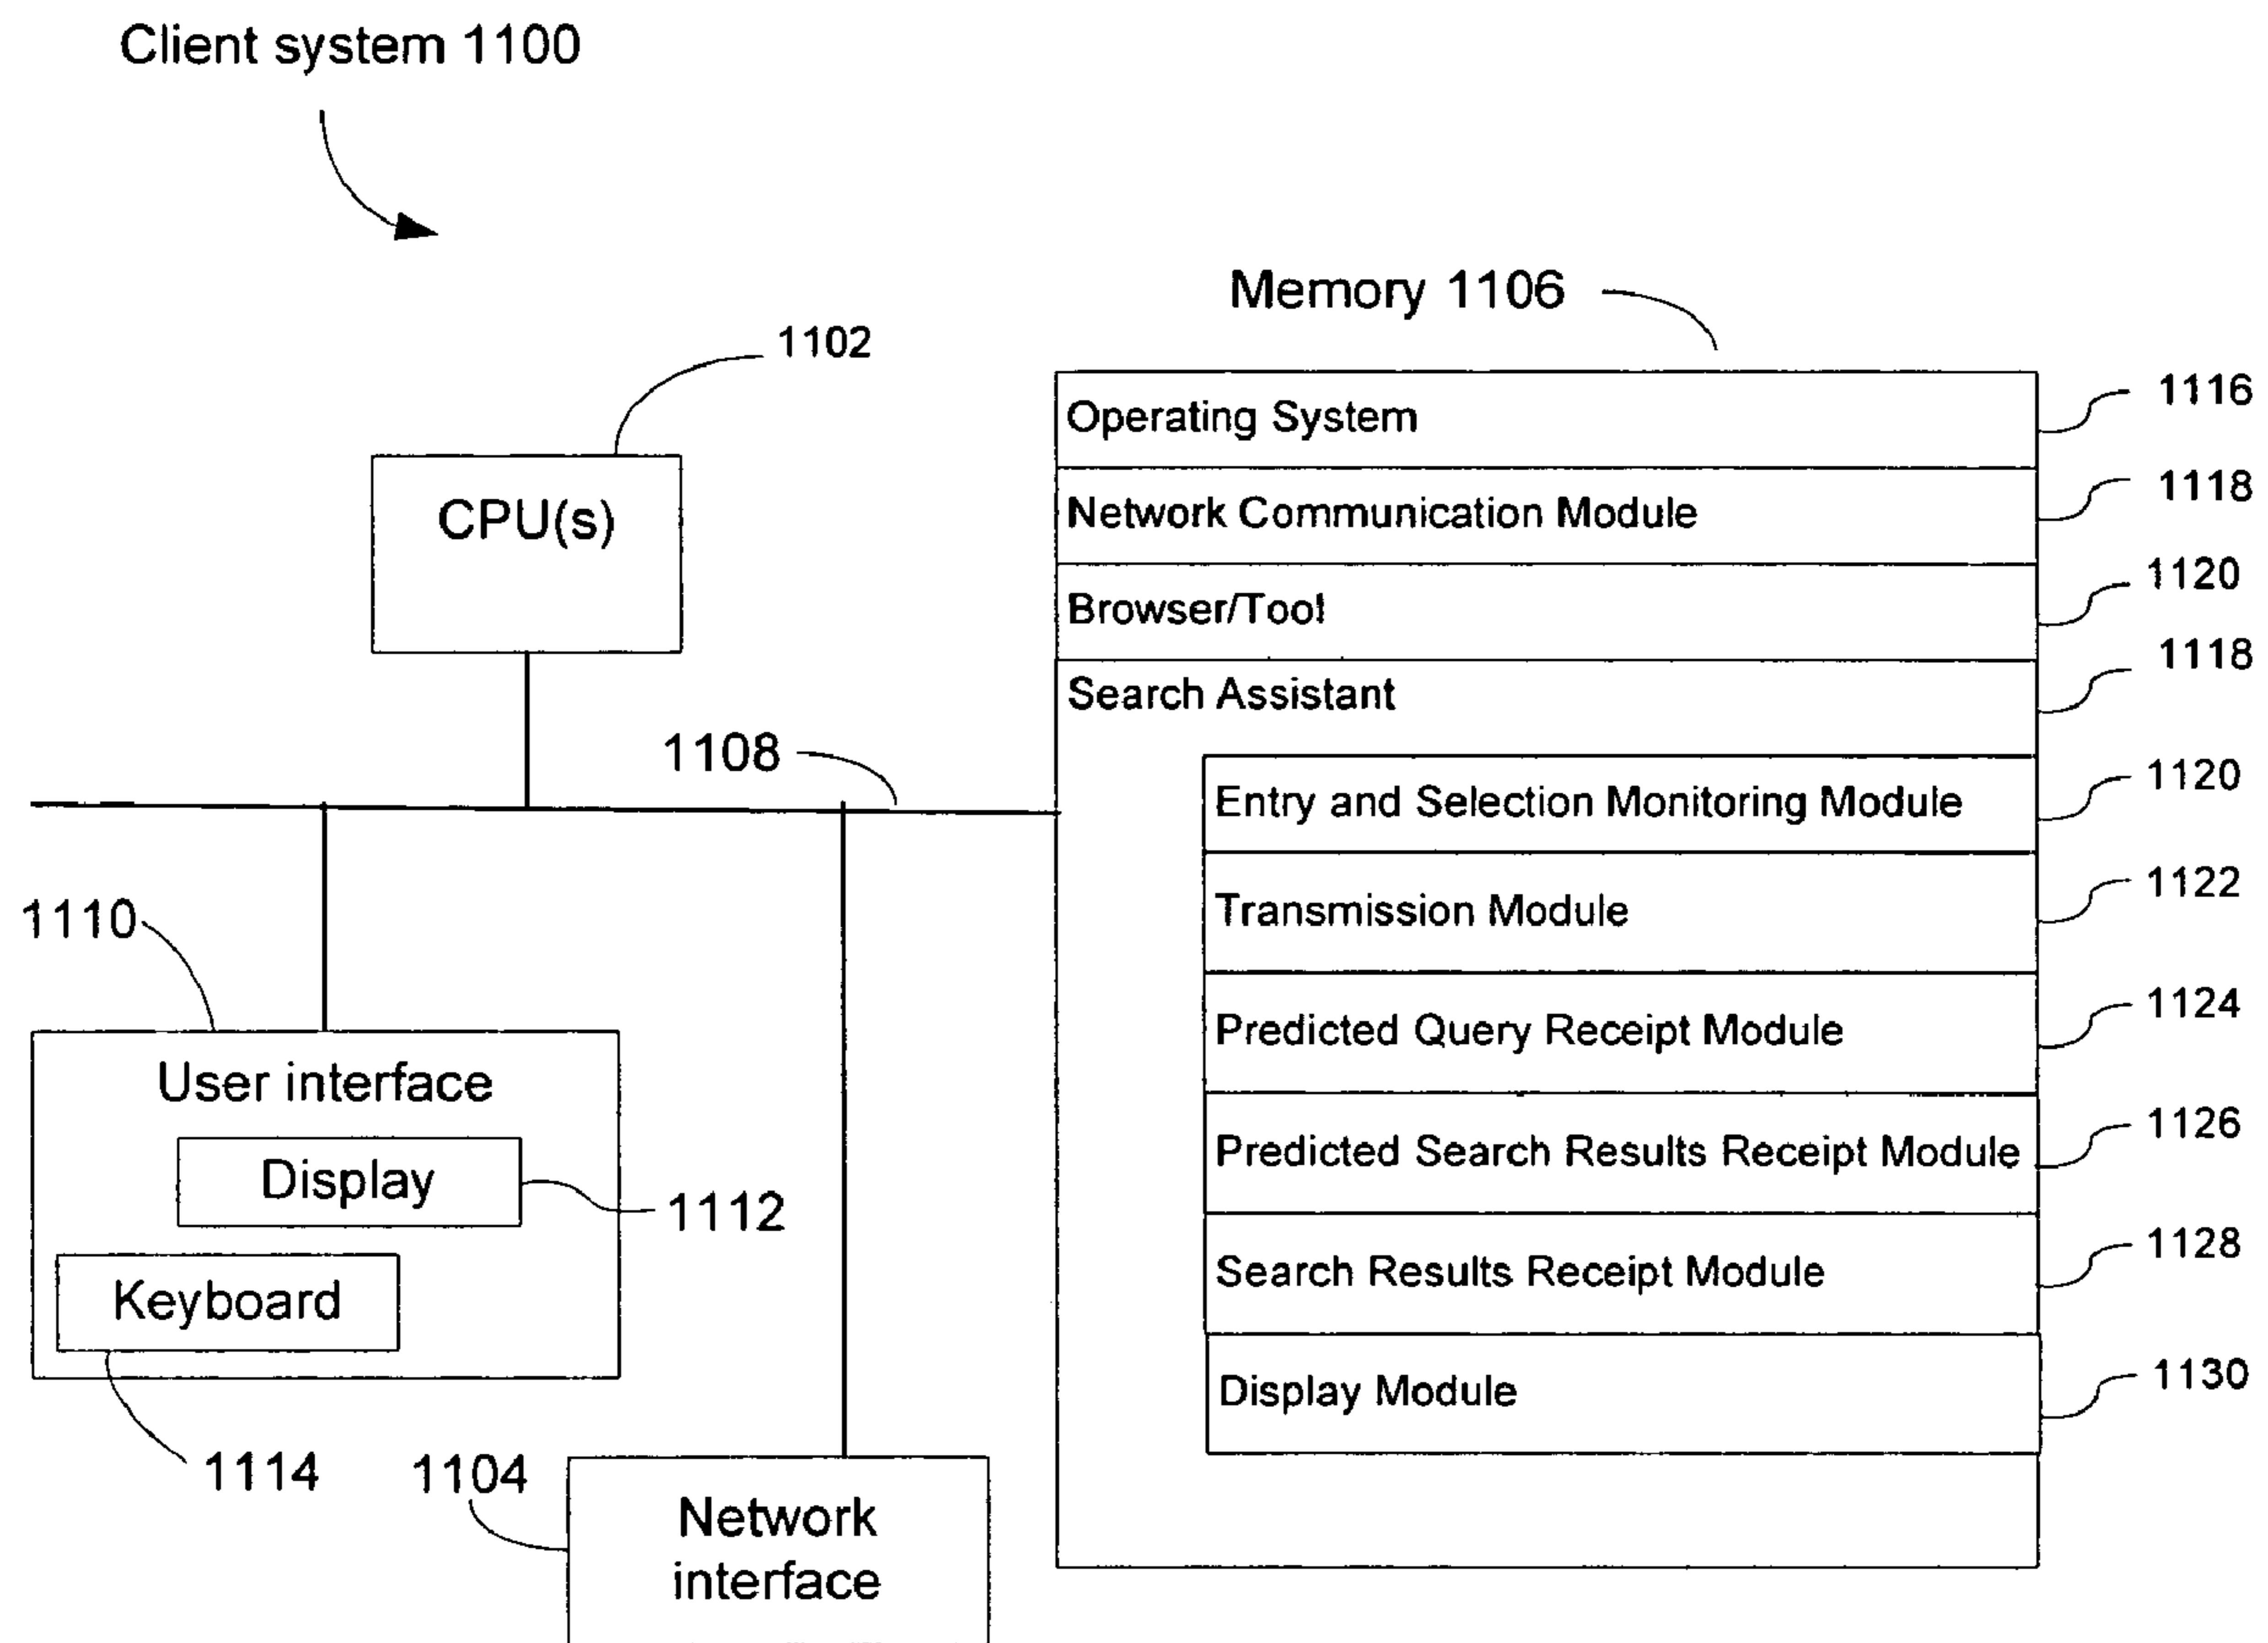 Client system 1100
Memory 1106
1102
CPU(s)
1108
1110
User interface
Display
1112
Keyboard
1114
1104
Network
interface
Operating System
1116
Network Communication Module
1118
Browser/Tool
1120
Search Assistant
1118
Entry and Selection Monitoring Module
1120
Transmission Module
1122
Predicted Query Receipt Module
1124
Predicted Search Results Receipt Module
1126
Search Results Receipt Module
1128
Display Module
1130